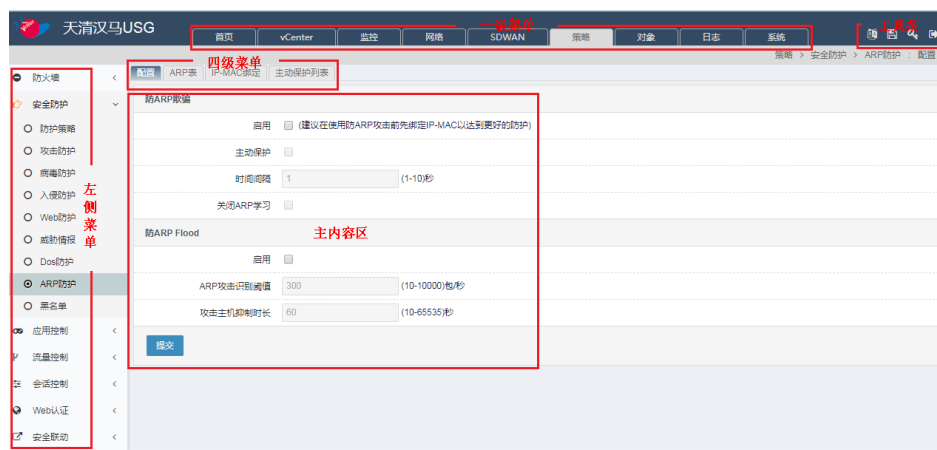 天清汉马USG
一级菜单
工具条
首页 vCenter 监控 网络 SDWAN 策略 对象 日志 系统
策略 > 安全防护 > ARP防护 : 配置
四级菜单
配置 ARP表 IP-MAC绑定 主动保护列表
防火墙
安全防护
防护策略
攻击防护
病毒防护
入侵防护
Web防护
威胁情报
Dos防护
ARP防护
黑名单
应用控制
流量控制
会话控制
Web认证
安全联动
左侧菜单
防ARP欺骗
启用 (建议在使用防ARP攻击前先绑定IP-MAC以达到更好的防护)
主动保护
时间间隔 1 (1-10)秒
关闭ARP学习
防ARP Flood
主内容区
启用
ARP攻击识别阈值 300 (10-10000)包/秒
攻击主机抑制时长 60 (10-65535)秒
提交